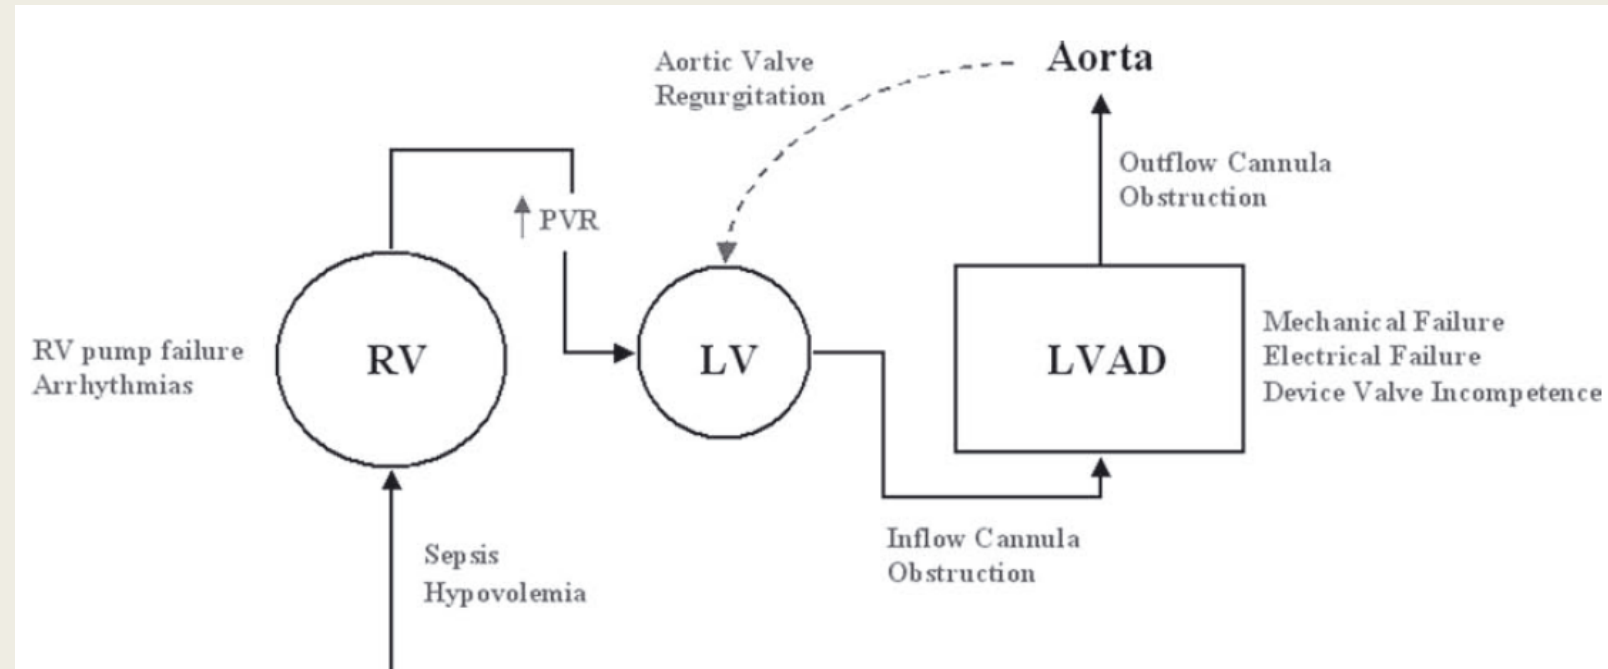 Aortic Valve
Regurgitation
Aorta
Outflow Cannula
Obstruction
↑ PVR
RV pump failure
Arrhythmias
RV
LV
LVAD
Mechanical Failure
Electrical Failure
Device Valve Incompetence
Sepsis
Hypovolemia
Inflow Cannula
Obstruction